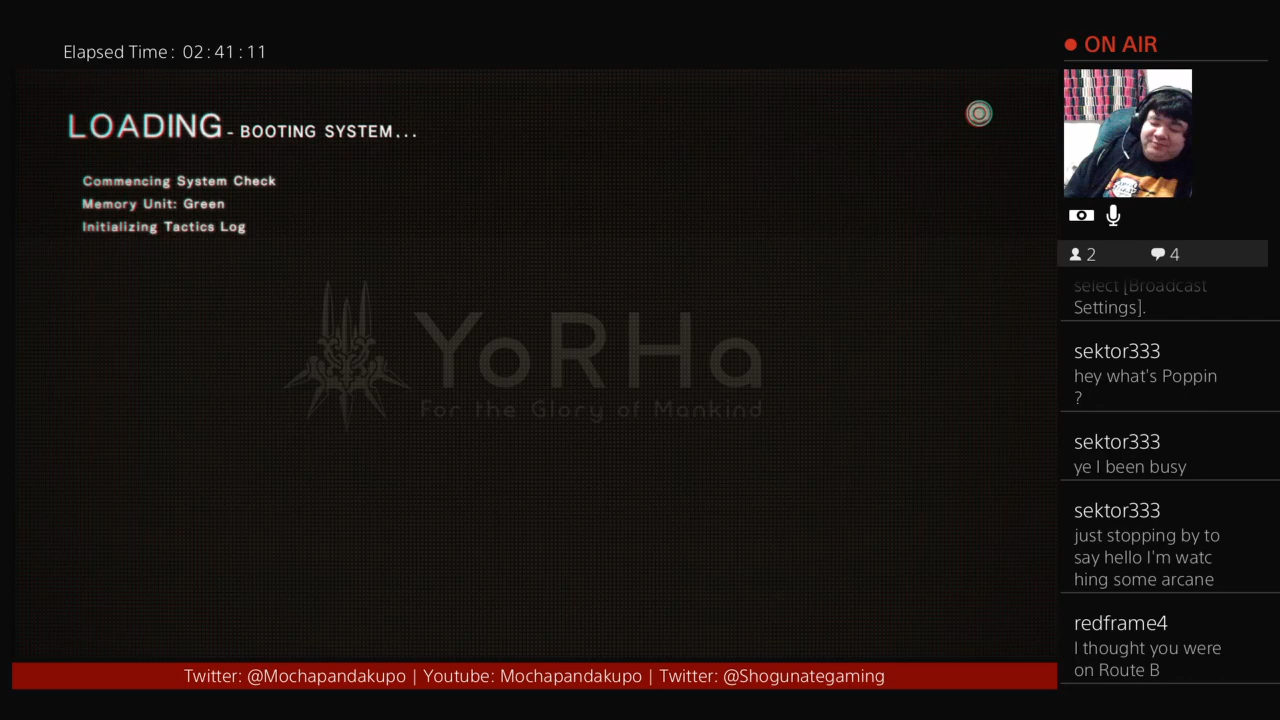 Elapsed Time: 02:41:11
ON AIR
LOADING - BOOTING SYSTEM...
Commencing System Check
Memory Unit: Green
Initializing Tactics Log
YoRHa
For the Glory of Mankind
2
4
select [Broadcast
Settings].
sektor333
hey what's Poppin
?
sektor333
ye I been busy
sektor333
just stopping by to
say hello I'm watc
hing some arcane
redframe4
I thought you were
on Route B
Twitter: @Mochapandakupo | Youtube: Mochapandakupo | Twitter: @Shogunategaming